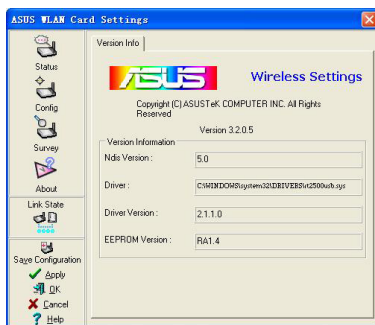 ASUS WLAN Card Settings
Status
Config
Survey
About
Link State
Save Configuration
Apply
OK
Cancel
Help
Version Info
ASUS
Wireless Settings
Copyright (C) ASUSTeK COMPUTER INC. All Rights
Reserved
Version 3.2.0.5
Version Information
Ndis Version :
5.0
Driver :
C:\WINDOWS\system32\DRIVERS\rt2500usb.sys
Driver Version :
2.1.1.0
EEPROM Version :
RA1.4